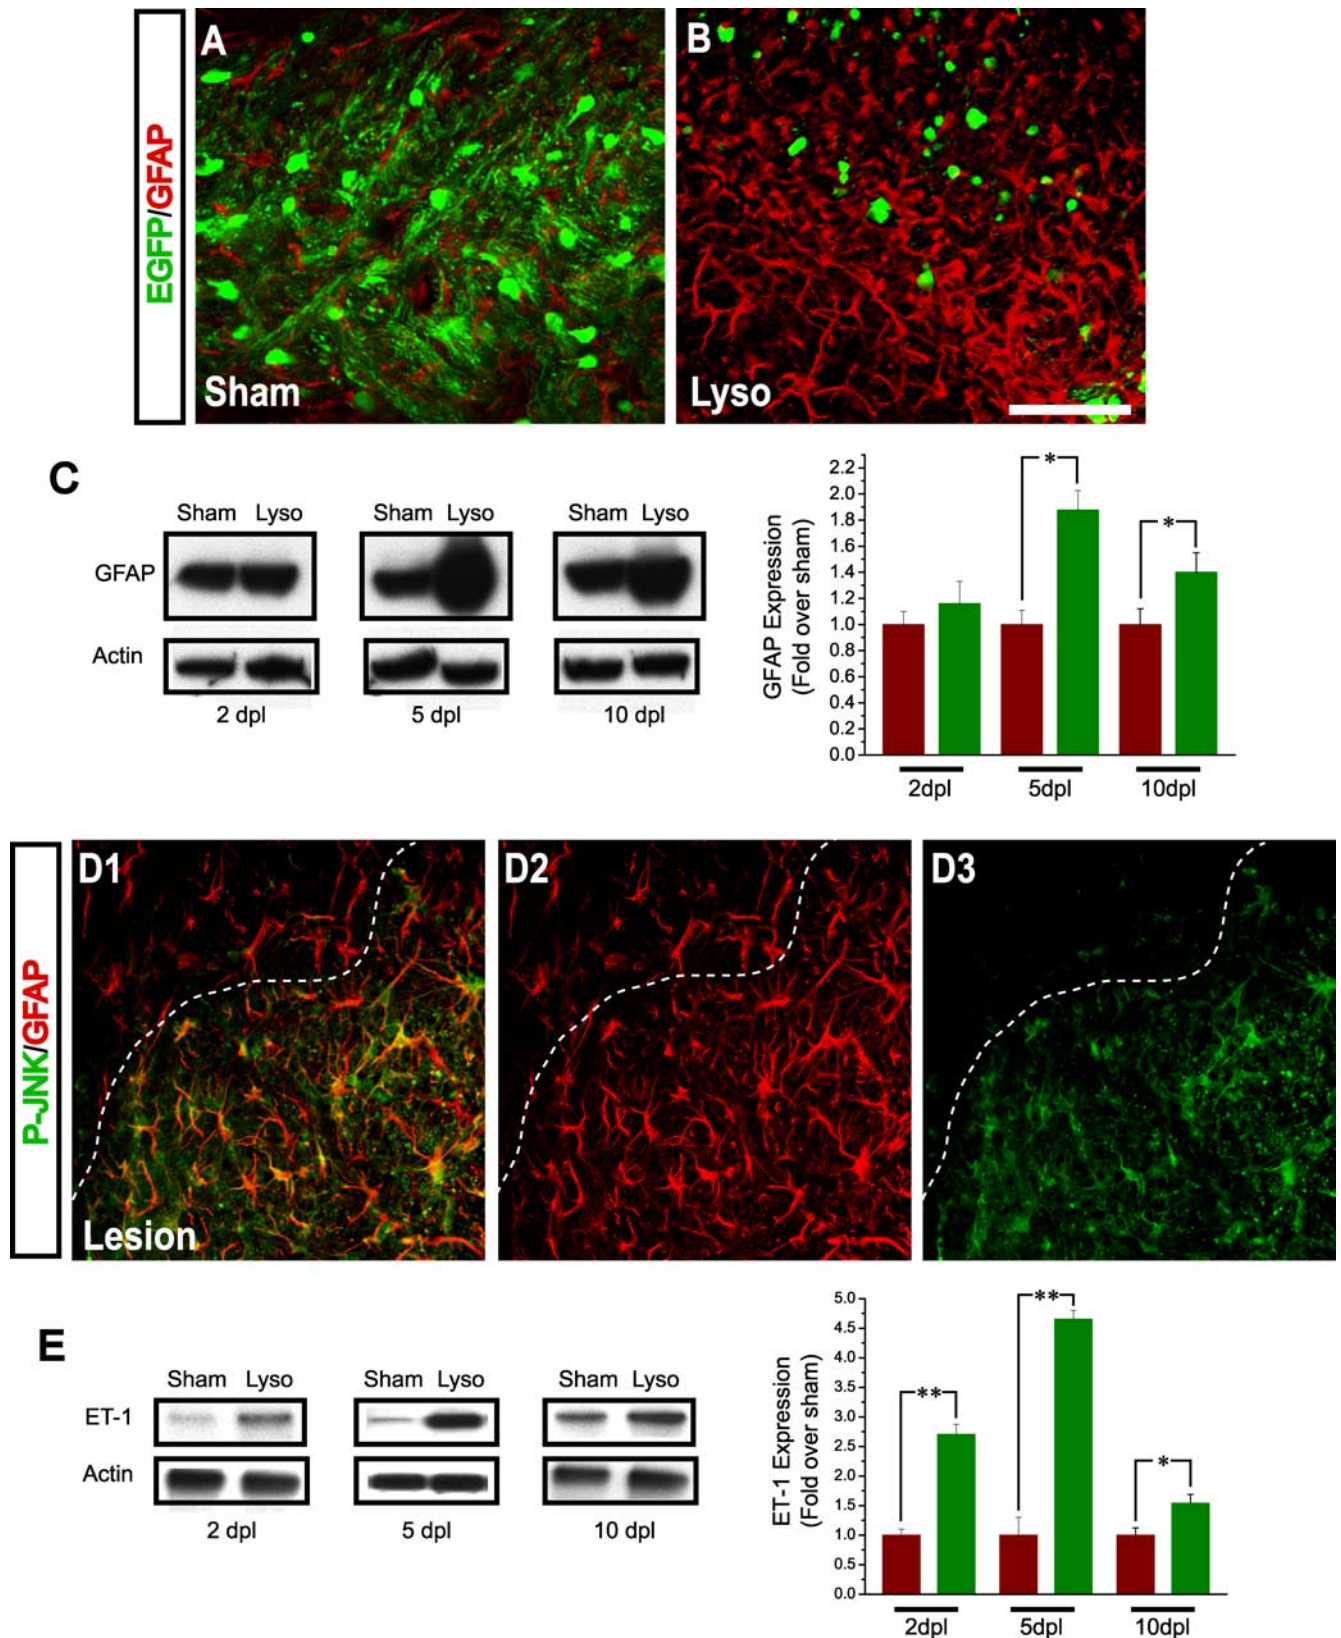 EGFP/GFAP
A
Sham
B
Lyso
C
Sham Lyso
Sham Lyso
Sham Lyso
GFAP
Actin
2 dpl
5 dpl
10 dpl
GFAP Expression
(Fold over sham)
2.2
2.0
1.8
1.6
1.4
1.2
1.0
0.8
0.6
0.4
0.2
0.0
*
*
2dpl
5dpl
10dpl
P-JNK/GFAP
D1
Lesion
D2
D3
E
Sham Lyso
Sham Lyso
Sham Lyso
ET-1
Actin
2 dpl
5 dpl
10 dpl
ET-1 Expression
(Fold over sham)
5.0
4.5
4.0
3.5
3.0
2.5
2.0
1.5
1.0
0.5
0.0
**
**
*
2dpl
5dpl
10dpl